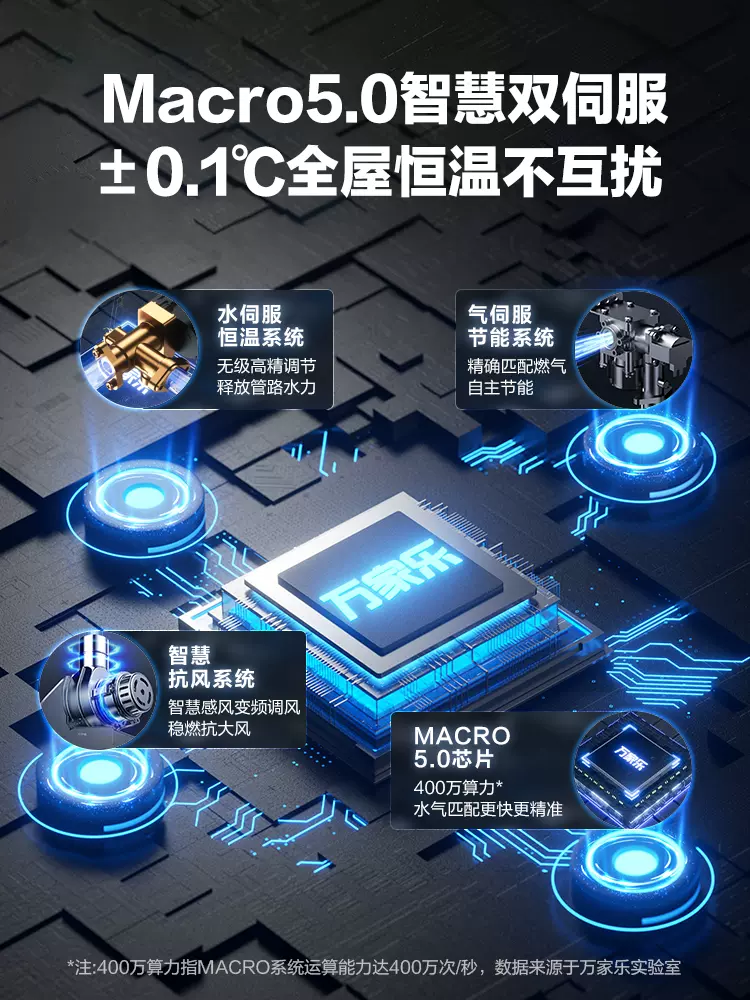 Macro5.0智慧双伺服
±0.1℃全屋恒温不互扰
水伺服
恒温系统
无级高精调节
释放管路水力
气伺服
节能系统
精确匹配燃气
自主节能
万家乐
智慧
抗风系统
智慧感风变频调风
稳燃抗大风
MACRO
5.0芯片
400万算力*
水气匹配更快更精准
万家乐
*注:400万算力指MACRO系统运算能力达400万次/秒，数据来源于万家乐实验室